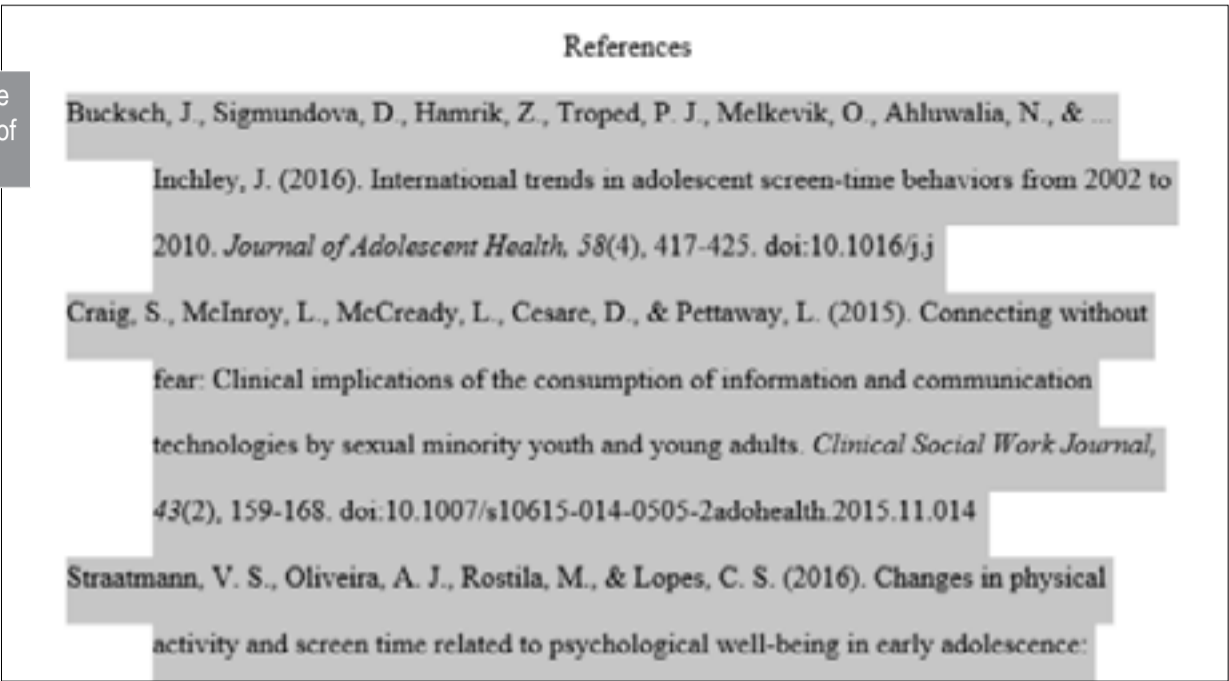 References
e
of
Bucksch, J., Sigmundova, D., Hamrik, Z., Troped, P. J., Melkevik, O., Ahluwalia, N., & ...
Inchley, J. (2016). International trends in adolescent screen-time behaviors from 2002 to
2010. Journal of Adolescent Health, 58(4), 417-425. doi:10.1016/j.j
Craig, S., McInroy, L., McCready, L., Cesare, D., & Pettaway, L. (2015). Connecting without
fear: Clinical implications of the consumption of information and communication
technologies by sexual minority youth and young adults. Clinical Social Work Journal,
43(2), 159-168. doi:10.1007/s10615-014-0505-2adohealth.2015.11.014
Straatmann, V. S., Oliveira, A. J., Rostila, M., & Lopes, C. S. (2016). Changes in physical
activity and screen time related to psychological well-being in early adolescence: